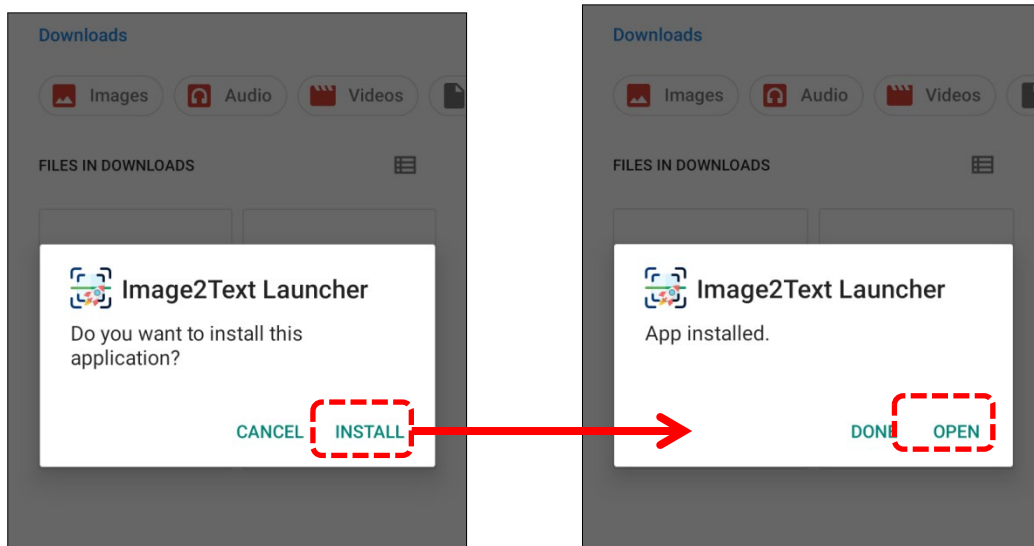 Downloads
Images Audio Videos
FILES IN DOWNLOADS
Image2Text Launcher
Do you want to install this
application?
CANCEL INSTALL
Downloads
Images Audio Videos
FILES IN DOWNLOADS
Image2Text Launcher
App installed.
DONE OPEN